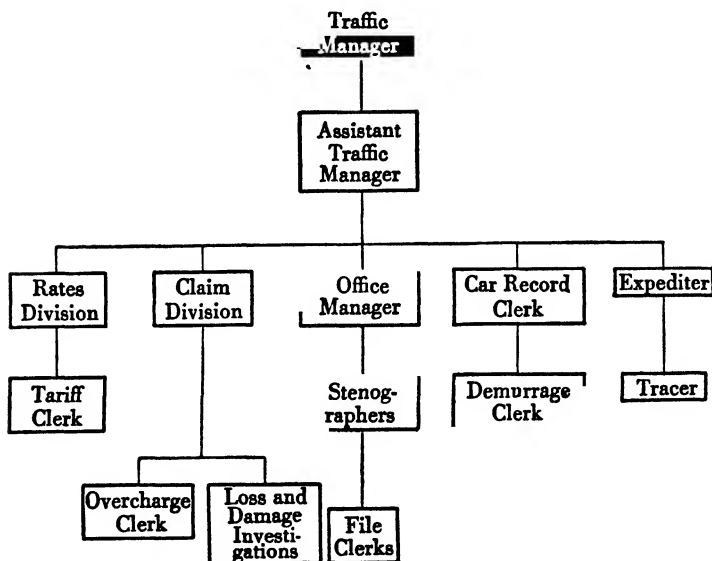 Traffic
Manager
Assistant
Traffic
Manager
Rates
Division
Claim
Division
Office
Manager
Car Record
Clerk
Expediter
Tariff
Clerk
Stenog-
raphers
Demurrage
Clerk
Tracer
Overcharge
Clerk
Loss and
Damage
Investi-
gations
File
Clerks